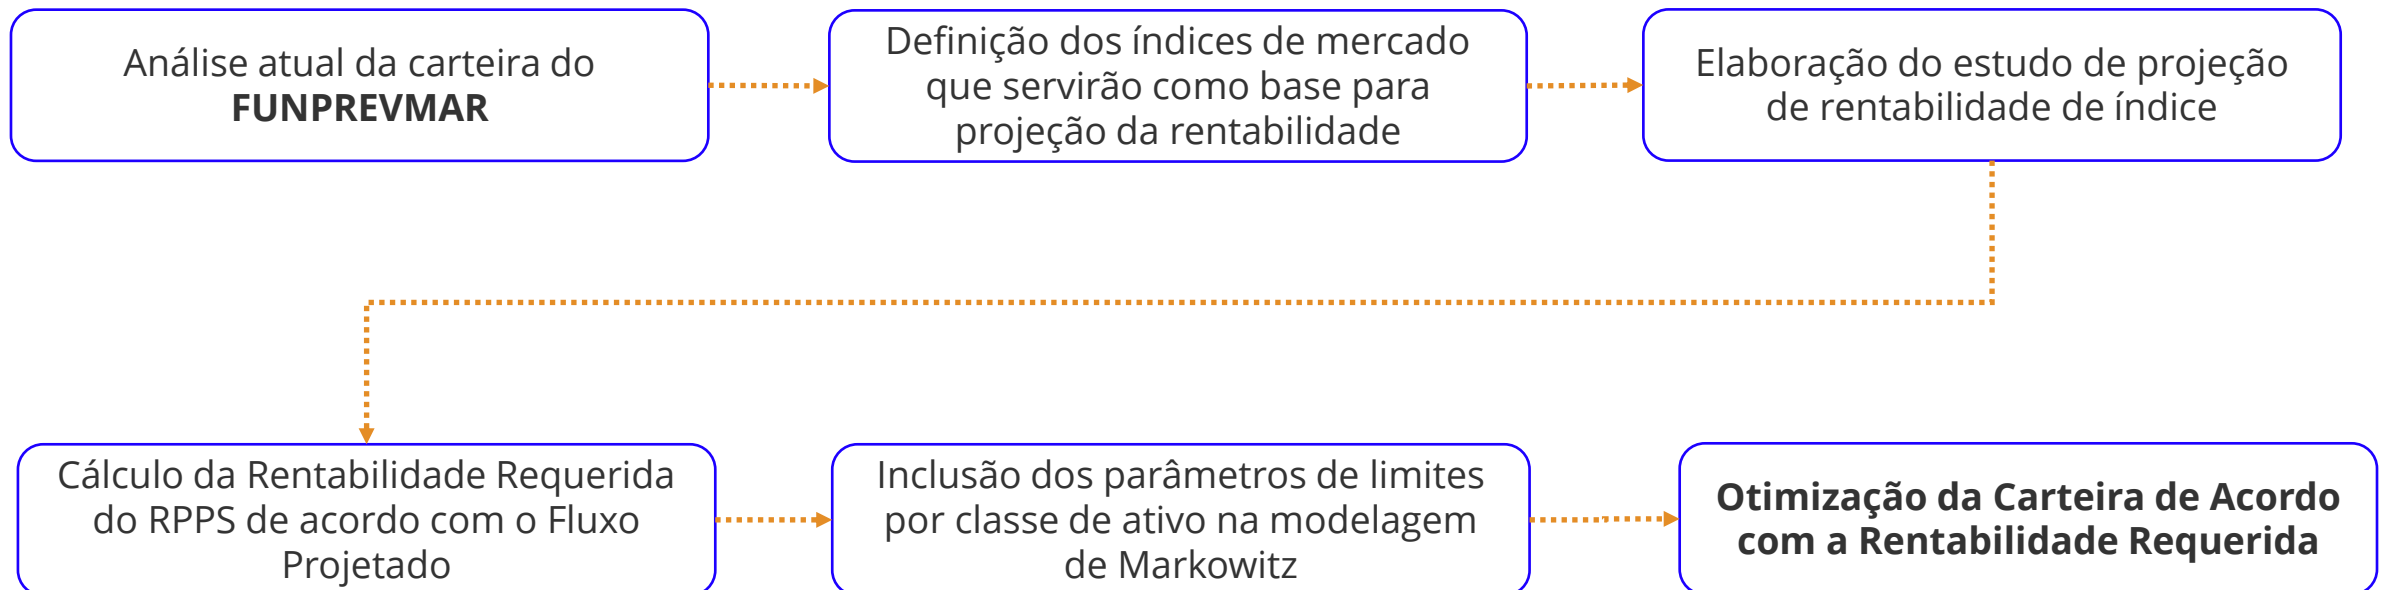 Análise atual da carteira do
FUNPREVMAR
Definição dos índices de mercado
que servirão como base para
projeção da rentabilidade
Elaboração do estudo de projeção
de rentabilidade de índice
Cálculo da Rentabilidade Requerida
do RPPS de acordo com o Fluxo
Projetado
Inclusão dos parâmetros de limites
por classe de ativo na modelagem
de Markowitz
Otimização da Carteira de Acordo
com a Rentabilidade Requerida